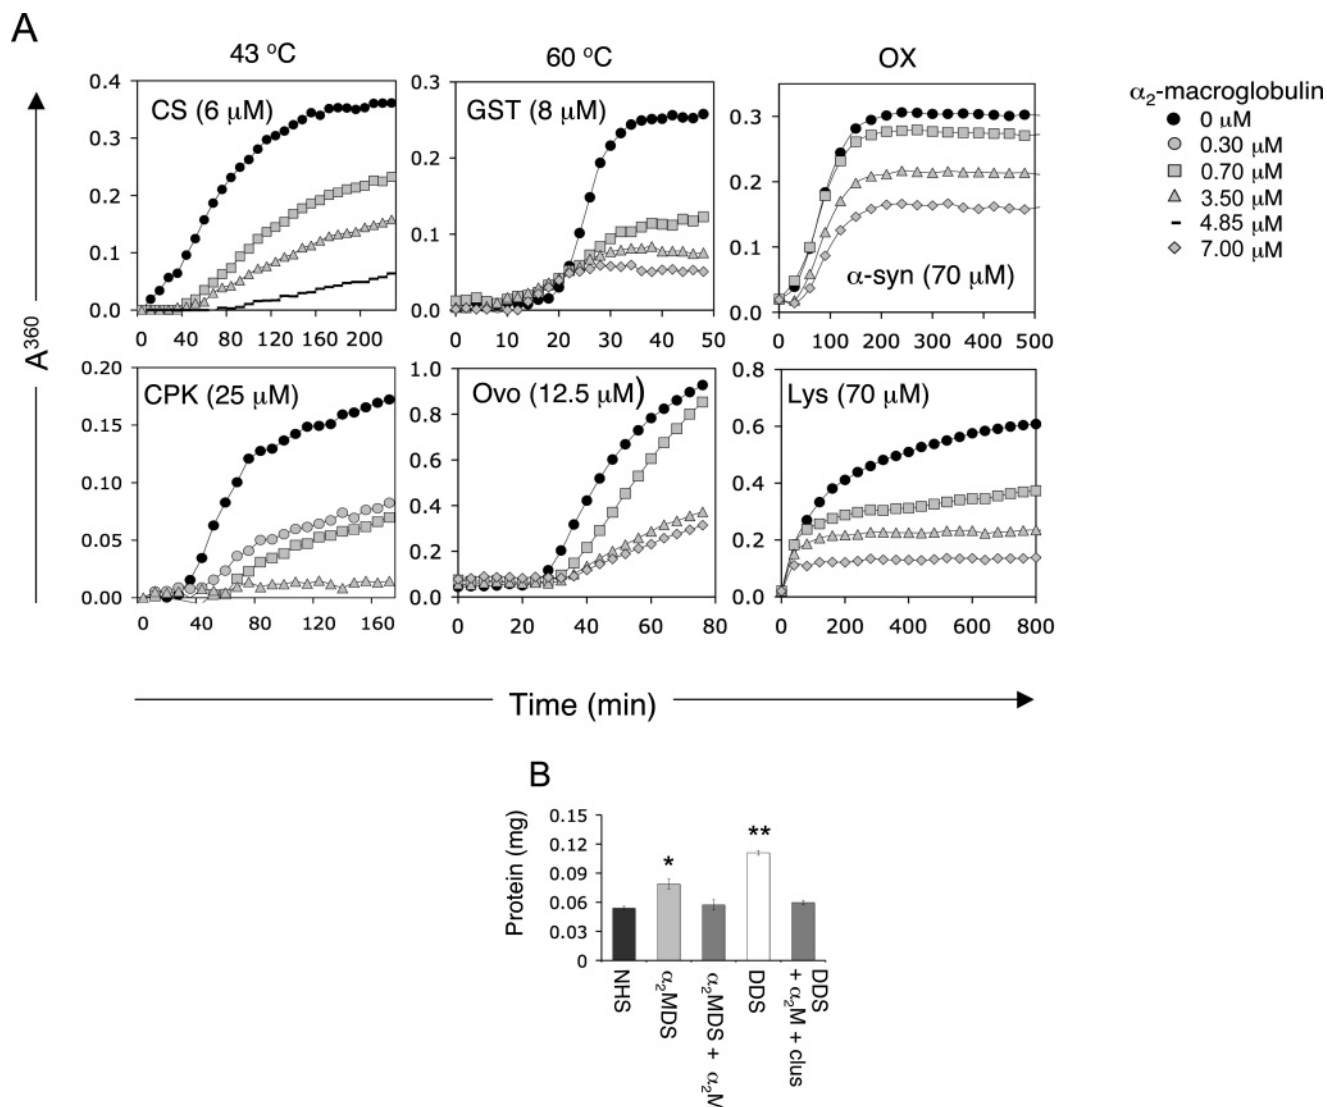 A
43 °C
60 °C
OX
α2-macroglobulin
0 μM
0.30 μM
0.70 μM
3.50 μM
4.85 μM
7.00 μM
A360
CS (6 μM)
0.4
0.3
0.2
0.1
0.0
0 40 80 120 160 200
GST (8 μM)
0.3
0.2
0.1
0.0
0 10 20 30 40 50
α-syn (70 μM)
0.3
0.2
0.1
0.0
0 100 200 300 400 500
CPK (25 μM)
0.20
0.15
0.10
0.05
0.00
0 40 80 120 160
Ovo (12.5 μM)
1.0
0.8
0.6
0.4
0.2
0.0
0 20 40 60 80
Lys (70 μM)
0.8
0.6
0.4
0.2
0.0
0 200 400 600 800
Time (min)
B
Protein (mg)
0.15
0.12
0.09
0.06
0.03
0
*
**
NHS
α2MDS
α2MDS + α2M
DDS
DDS
+ α2M + clus